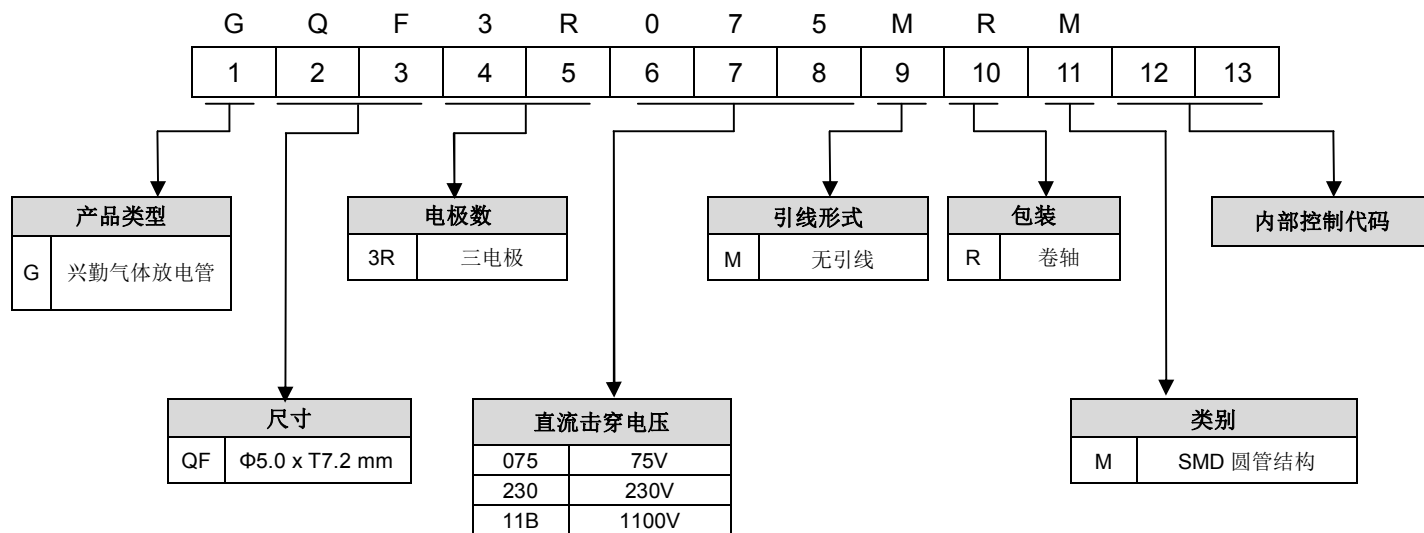 G Q F 3 R 0 7 5 M R M
1 2 3 4 5 6 7 8 9 10 11 12 13
产品类型
G 兴勤气体放电管
电极数
3R 三电极
引线形式
M 无引线
包装
R 卷轴
内部控制代码
尺寸
QF Φ5.0 x T7.2 mm
直流击穿电压
075 75V
230 230V
11B 1100V
类别
M SMD 圆管结构